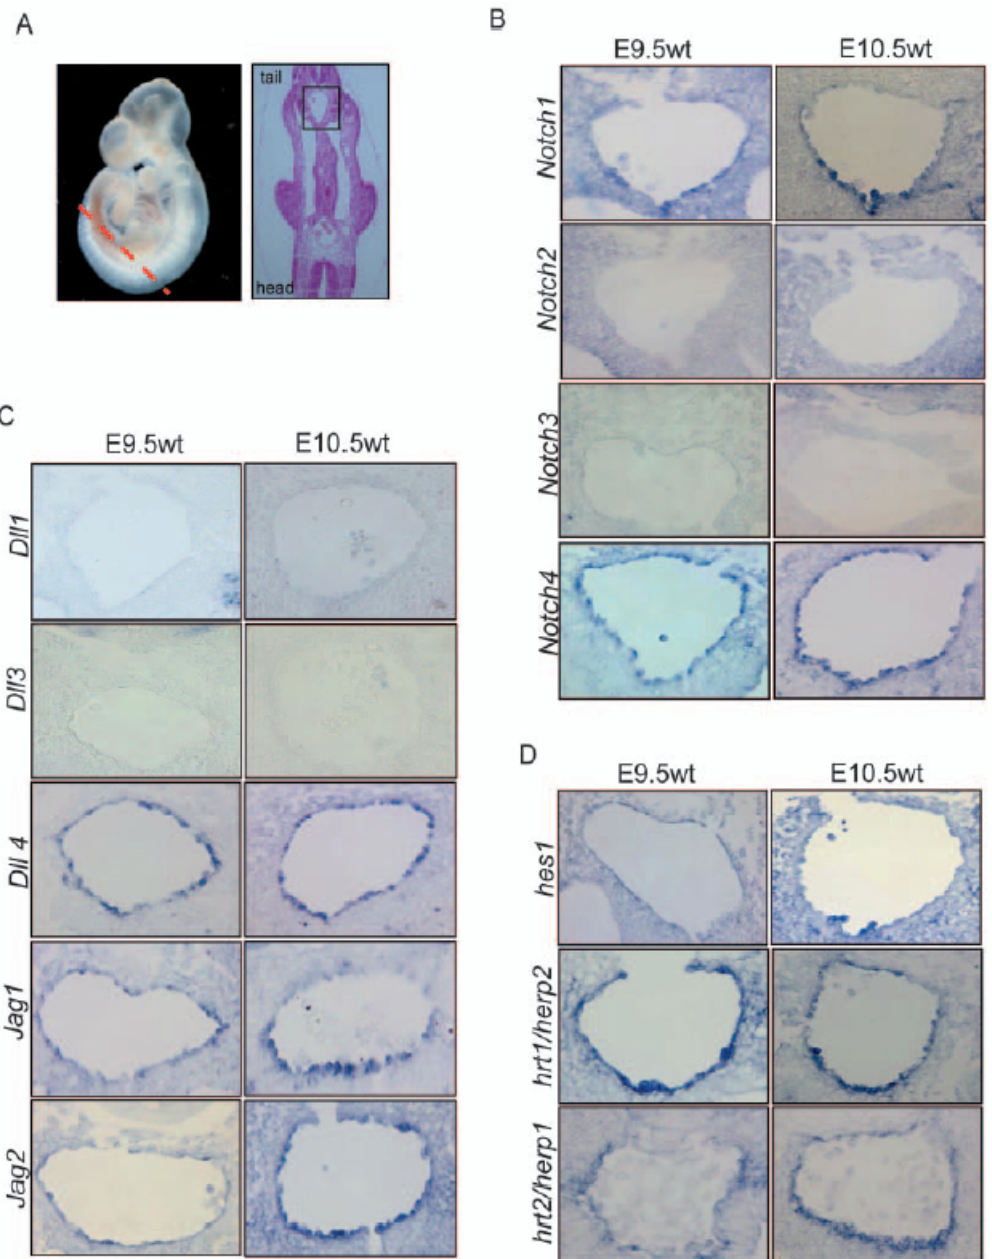 A
tail
head
B
E9.5wt E10.5wt
Notch1
Notch2
Notch3
Notch4
C
E9.5wt E10.5wt
Dll1
Dll3
Dll 4
Jag1
Jag2
D
E9.5wt E10.5wt
hes1
hrt1/herp2
hrt2/herp1